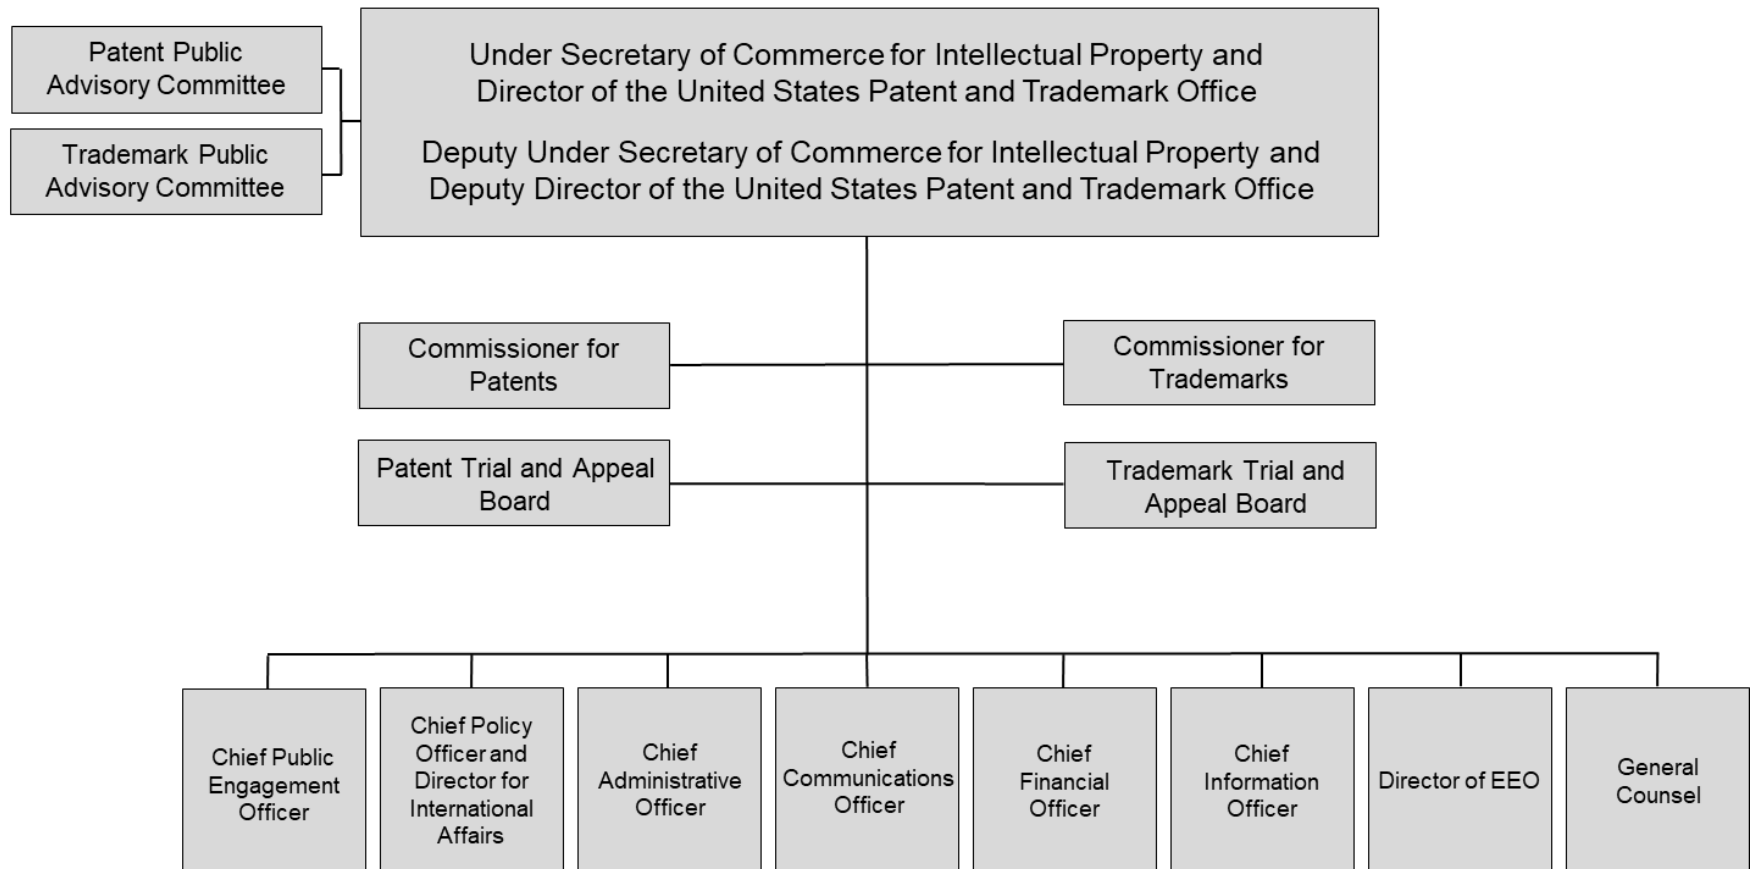 Patent Public
Advisory Committee
Trademark Public
Advisory Committee
Under Secretary of Commerce for Intellectual Property and
Director of the United States Patent and Trademark Office
Deputy Under Secretary of Commerce for Intellectual Property and
Deputy Director of the United States Patent and Trademark Office
Commissioner for
Patents
Commissioner for
Trademarks
Patent Trial and Appeal
Board
Trademark Trial and
Appeal Board
Chief Public
Engagement
Officer
Chief Policy
Officer and
Director for
International
Affairs
Chief
Administrative
Officer
Chief
Communications
Officer
Chief
Financial
Officer
Chief
Information
Officer
Director of EEO
General
Counsel